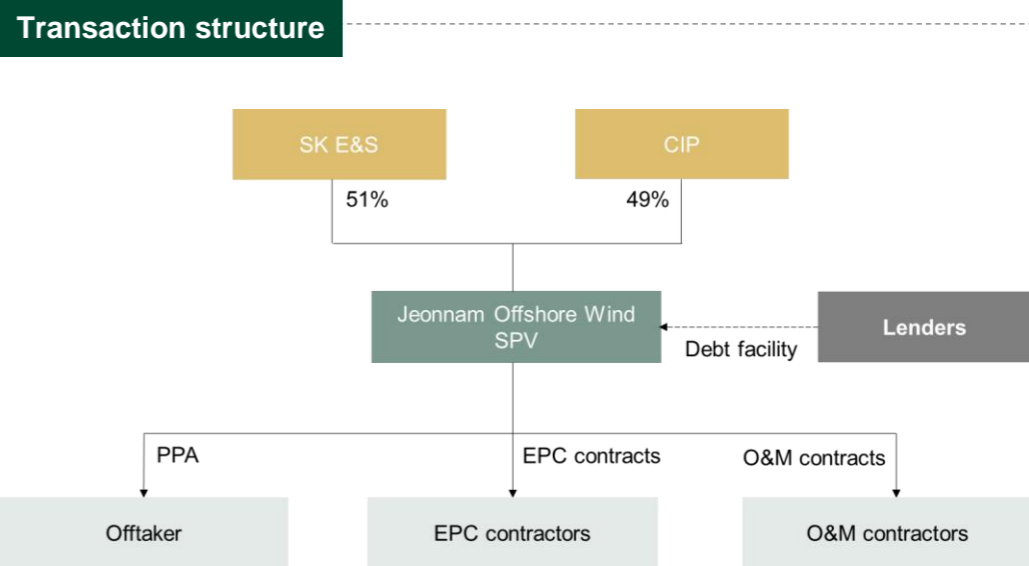 Transaction structure
SK E&S
CIP
51%
49%
Jeonnam Offshore Wind
SPV
Lenders
Debt facility
PPA
EPC contracts
O&M contracts
Offtaker
EPC contractors
O&M contractors